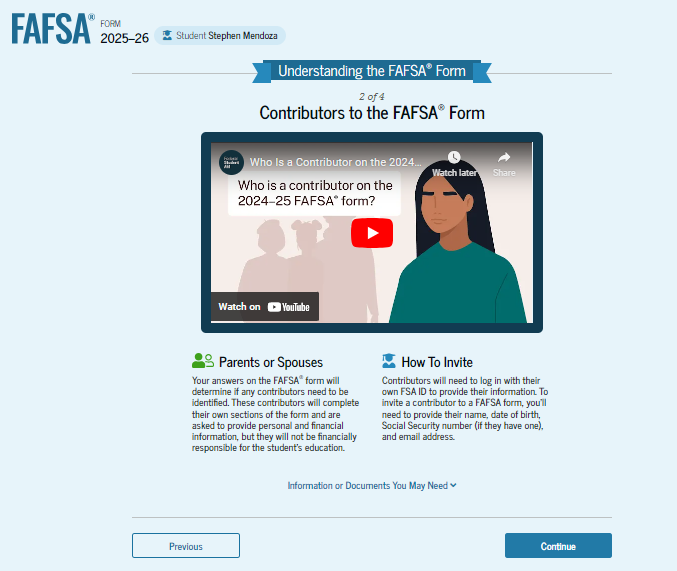 FAFSA®
FORM
2025–26
Student Stephen Mendoza
Understanding the FAFSA® Form
2 of 4
Contributors to the FAFSA® Form
Who Is a Contributor on the 2024...
Watch later
Share
Who is a contributor on the
2024–25 FAFSA® form?
Watch on YouTube
Parents or Spouses
Your answers on the FAFSA® form will
determine if any contributors need to be
identified. These contributors will complete
their own sections of the form and are
asked to provide personal and financial
information, but they will not be financially
responsible for the student's education.
How To Invite
Contributors will need to log in with their
own FSA ID to provide their information. To
invite a contributor to a FAFSA form, you'll
need to provide their name, date of birth,
Social Security number (if they have one),
and email address.
Information or Documents You May Need
Previous
Continue